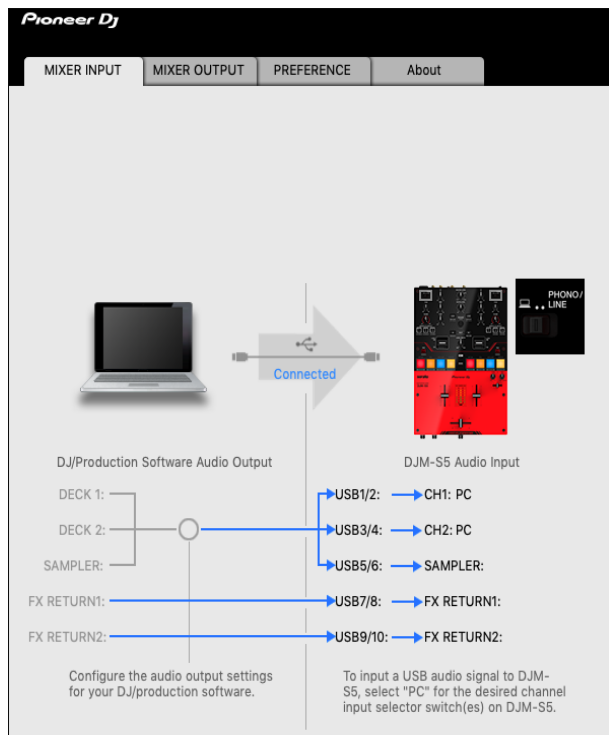 Pioneer Dj
MIXER INPUT MIXER OUTPUT PREFERENCE About
PHONO/
LINE
Connected
DJ/Production Software Audio Output DJM-S5 Audio Input
DECK 1: USB1/2: CH1: PC
DECK 2: USB3/4: CH2: PC
SAMPLER: USB5/6: SAMPLER:
FX RETURN1: USB7/8: FX RETURN1:
FX RETURN2: USB9/10: FX RETURN2:
Configure the audio output settings
for your DJ/production software.
To input a USB audio signal to DJM-
S5, select "PC" for the desired channel
input selector switch(es) on DJM-S5.